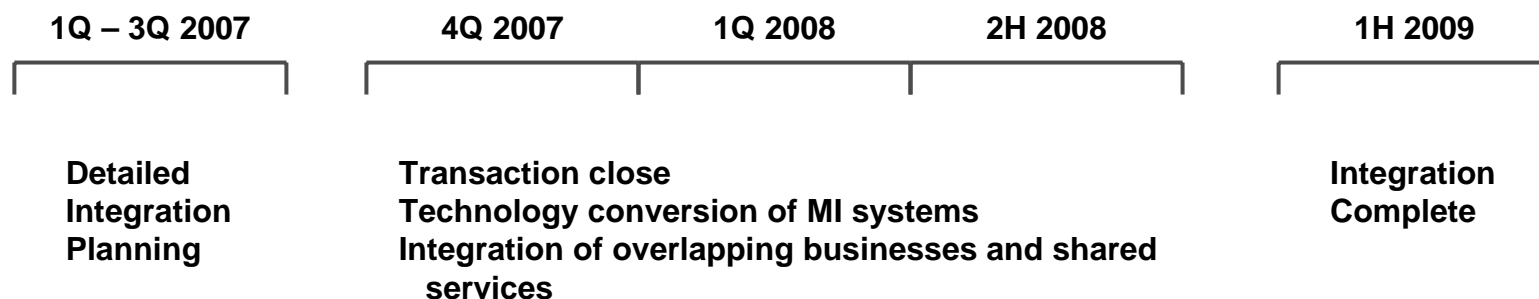 1Q – 3Q 2007 4Q 2007 1Q 2008 2H 2008 1H 2009
Detailed
Integration
Planning
Transaction close
Technology conversion of MI systems
Integration of overlapping businesses and shared
services
Integration
Complete